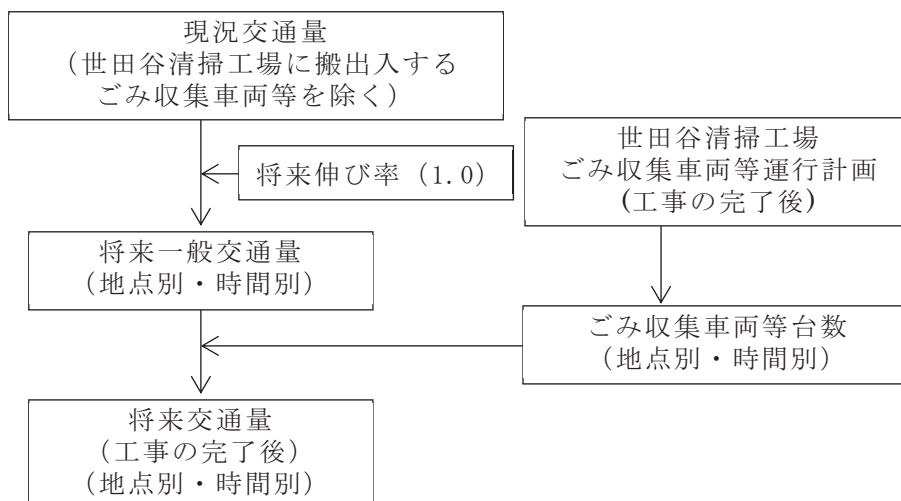 現況交通量
（世田谷清掃工場に搬出入する
ごみ収集車両等を除く）
世田谷清掃工場
ごみ収集車両等運行計画
(工事の完了後)
将来伸び率（1.0）
将来一般交通量
（地点別・時間別）
ごみ収集車両等台数
（地点別・時間別）
将来交通量
（工事の完了後）
（地点別・時間別）